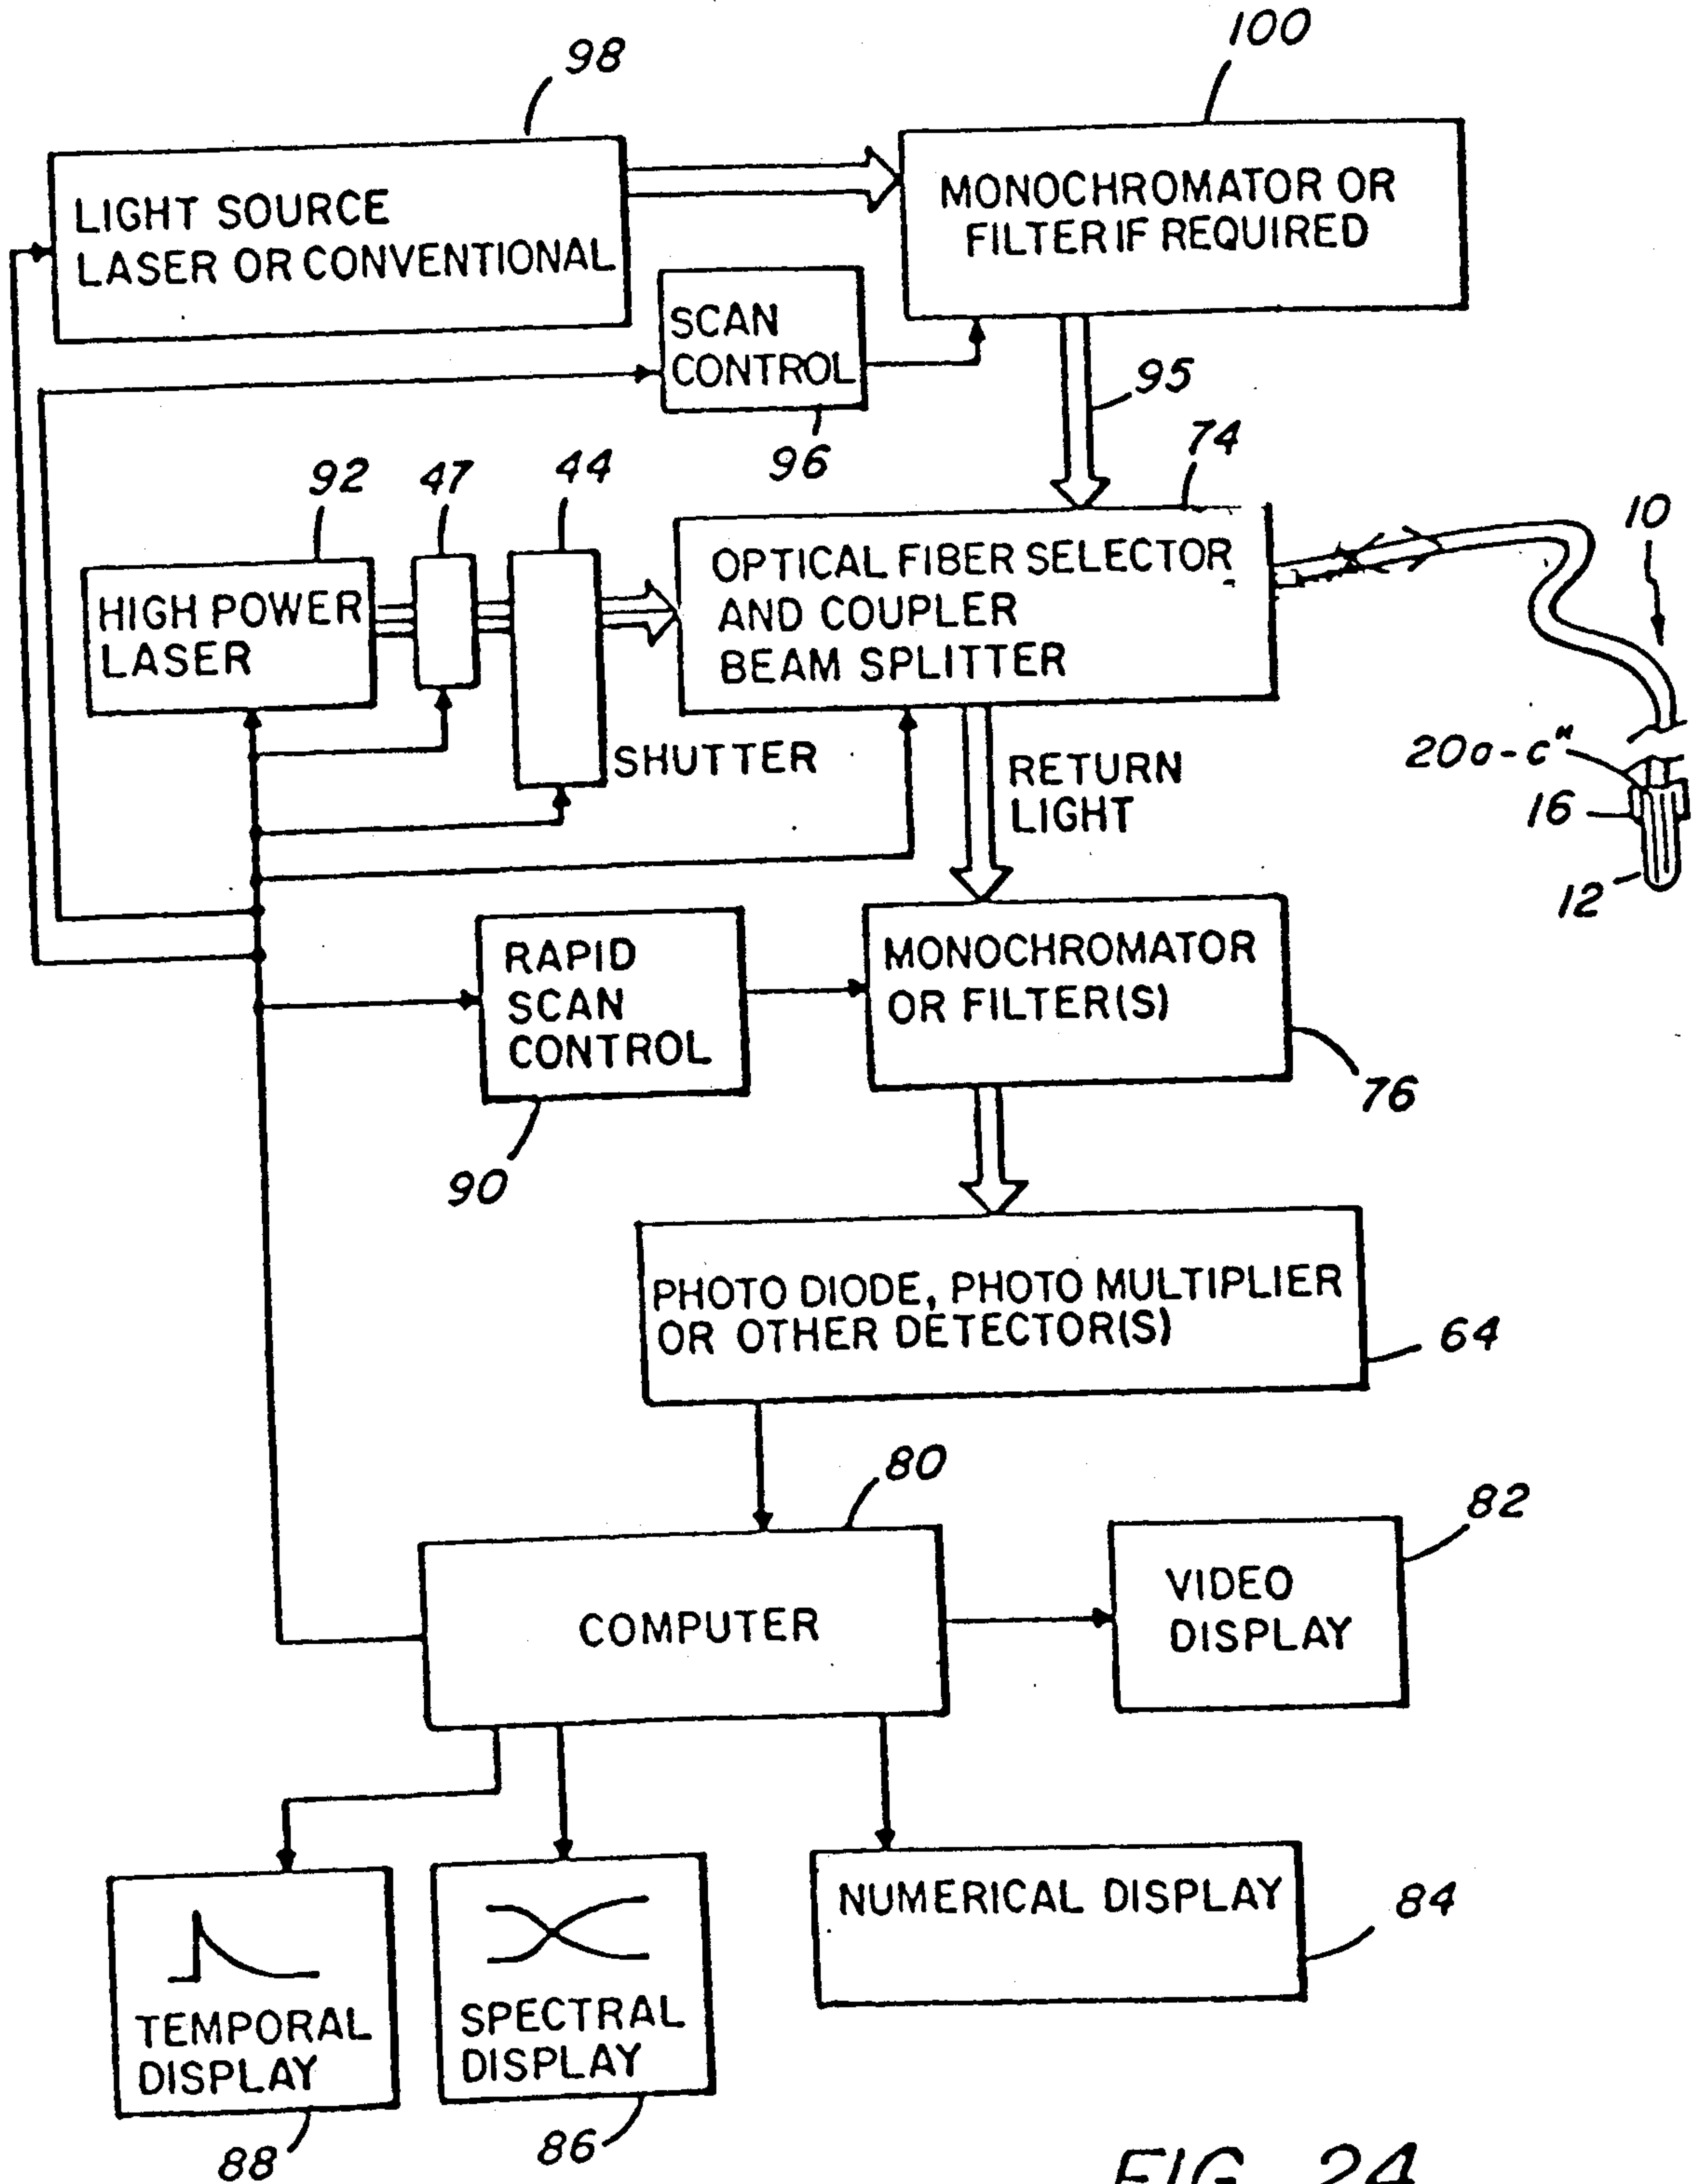 100
98
LIGHT SOURCE
LASER OR CONVENTIONAL
MONOCHROMATOR OR
FILTER IF REQUIRED
SCAN
CONTROL
96
95
74
92
47
44
10
HIGH POWER
LASER
OPTICAL FIBER SELECTOR
AND COUPLER
BEAM SPLITTER
SHUTTER
RETURN
LIGHT
20a-c"
16
12
RAPID
SCAN
CONTROL
90
MONOCHROMATOR
OR FILTER(S)
76
PHOTO DIODE, PHOTO MULTIPLIER
OR OTHER DETECTOR(S)
64
80
COMPUTER
82
VIDEO
DISPLAY
TEMPORAL
DISPLAY
88
SPECTRAL
DISPLAY
86
NUMERICAL DISPLAY
84
FIG. 24